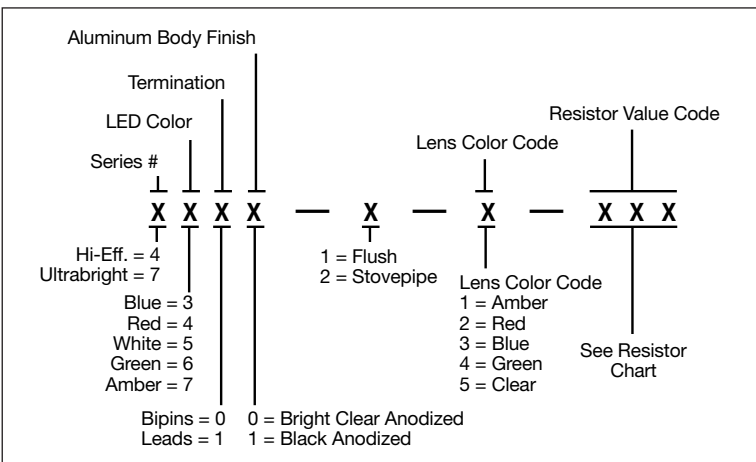 Aluminum Body Finish
Termination
LED Color
Series #
Resistor Value Code
Lens Color Code
X X X X — X — X — X X X
Hi-Eff. = 4
Ultrabright = 7
Blue = 3
Red = 4
White = 5
Green = 6
Amber = 7
Bipins = 0
Leads = 1
0 = Bright Clear Anodized
1 = Black Anodized
1 = Flush
2 = Stovepipe
Lens Color Code
1 = Amber
2 = Red
3 = Blue
4 = Green
5 = Clear
See Resistor
Chart